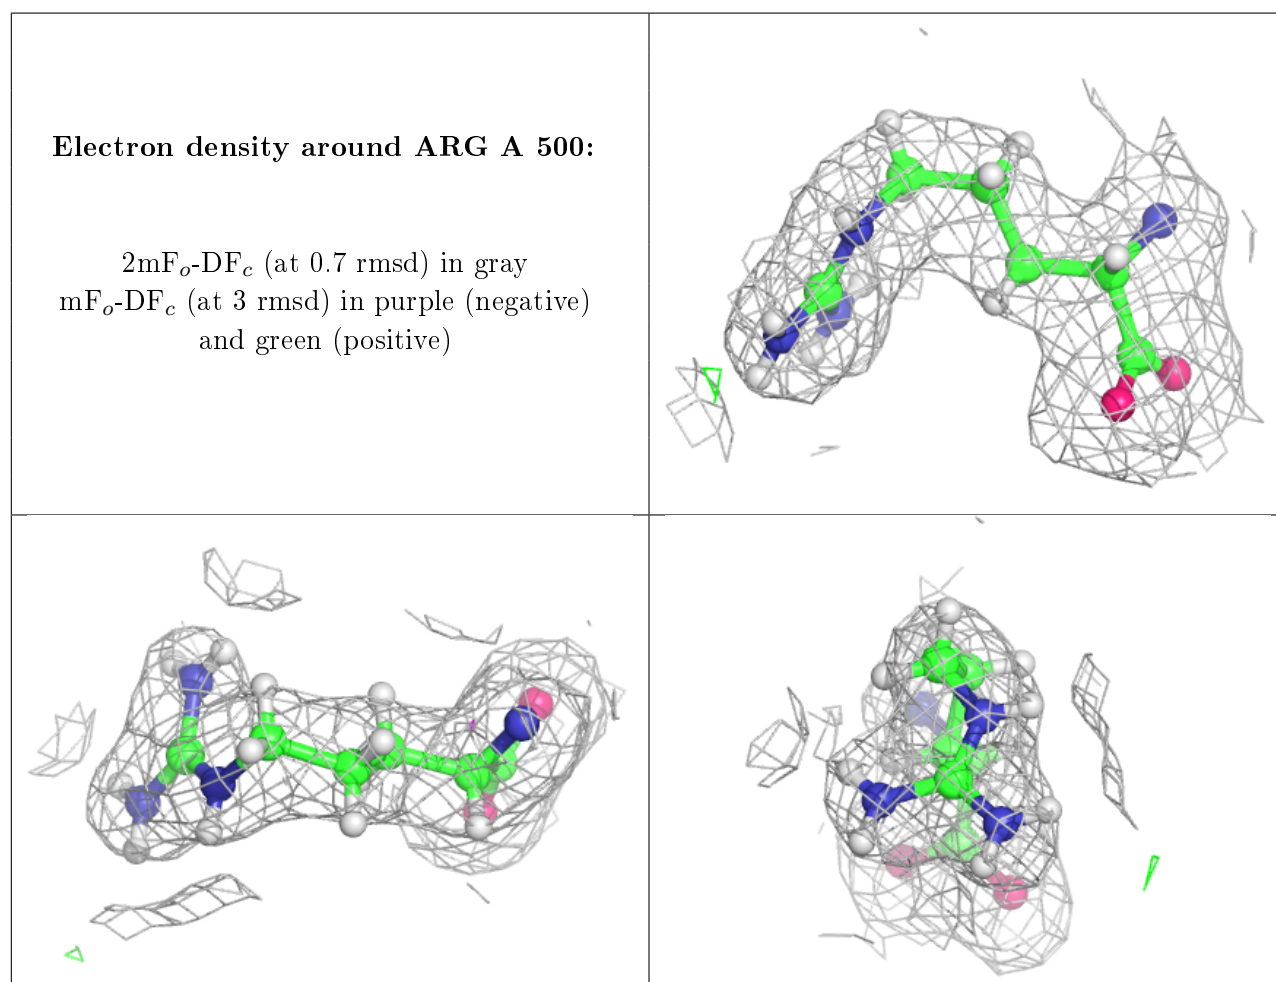 Electron density around ARG A 500:
2mFo-DFc (at 0.7 rmsd) in gray
mFo-DFc (at 3 rmsd) in purple (negative)
and green (positive)